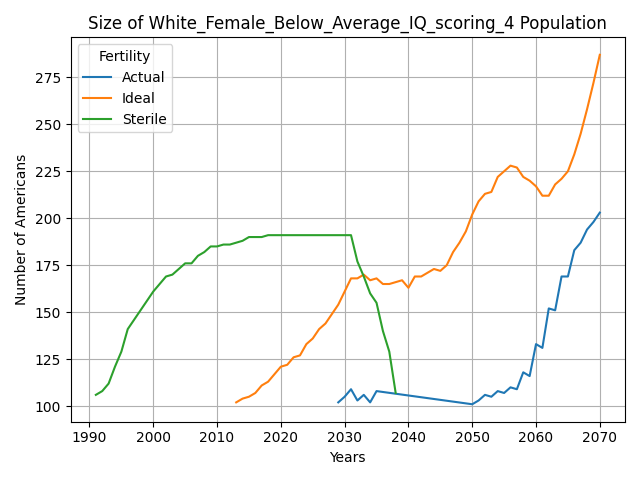 Size of White_Female_Below_Average_IQ_scoring_4 Population
Fertility
Actual
Ideal
Sterile
275
250
225
200
175
150
125
100
Number of Americans
1990 2000 2010 2020 2030 2040 2050 2060 2070
Years